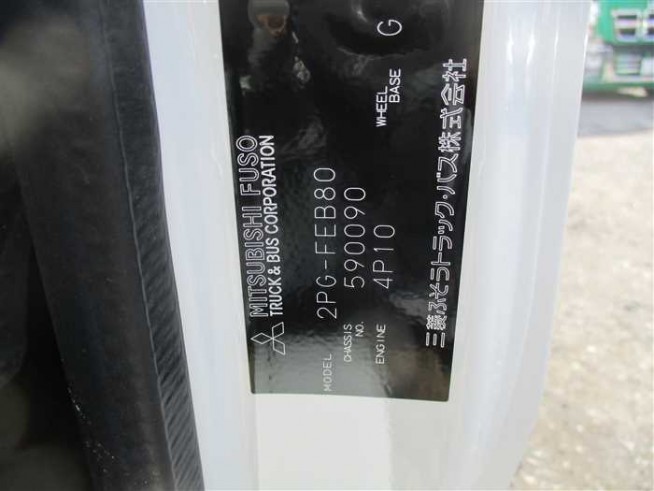 MITSUBISHI FUSO
TRUCK & BUS CORPORATION
MODEL 2PG-FEB80
CHASSIS NO. 590090
ENGINE 4P10
WHEEL BASE G
三菱ふそうトラック・バス株式会社